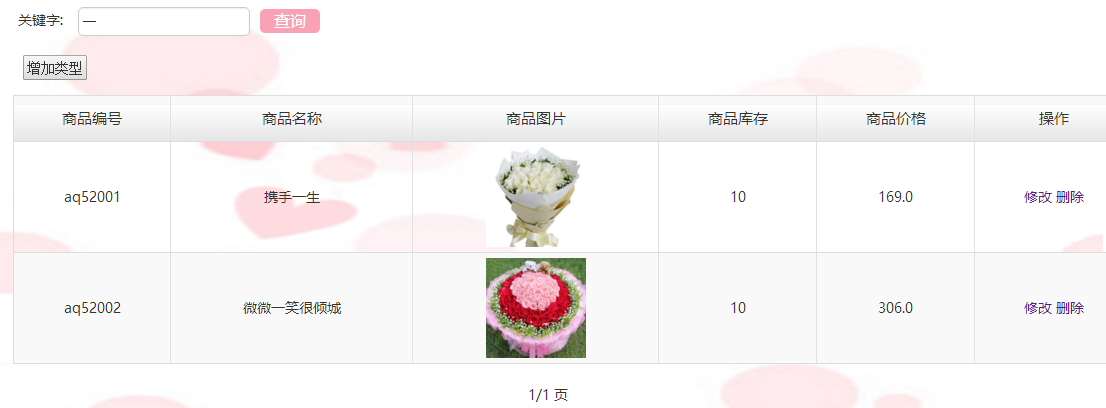 关键字: 一 查询
增加类型
商品编号 商品名称 商品图片 商品库存 商品价格 操作
aq52001 携手一生 10 169.0 修改 删除
aq52002 微微一笑很倾城 10 306.0 修改 删除
1/1 页